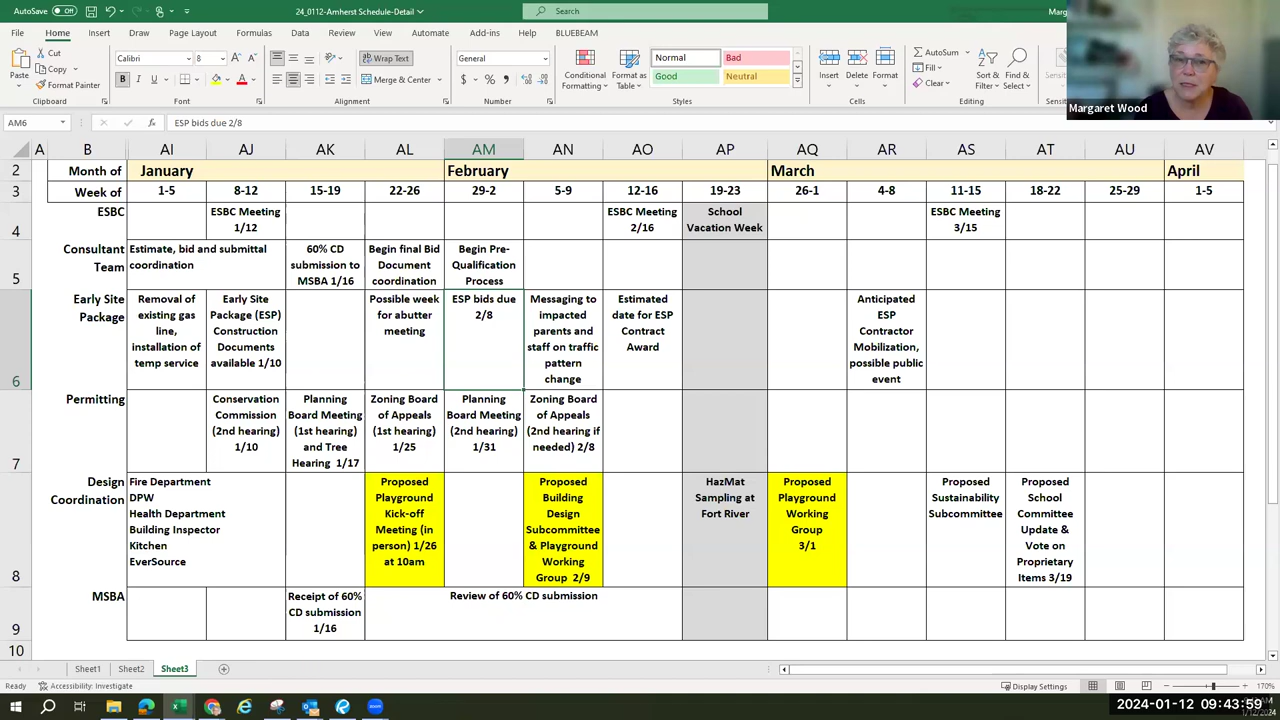 AutoSave Off 24_0112-Amherst Schedule-Detail Search
File Home Insert Draw Page Layout Formulas Data Review View Automate Add-ins Help BLUEBEAM
Paste Cut Copy Format Painter Clipboard
Calibri 8 B I U A Font
Wrap Text Merge & Center Alignment
General $ % , Number
Conditional Formatting Format as Table Normal Bad Good Neutral Styles
Insert Delete Format Cells
AutoSum Fill Clear Sort & Filter Find & Select Editing
Margaret Wood
AM6 fx ESP bids due 2/8
A B AI AJ AK AL AM AN AO AP AQ AR AS AT AU AV
2 Month of January February March April
3 Week of 1-5 8-12 15-19 22-26 29-2 5-9 12-16 19-23 26-1 4-8 11-15 18-22 25-29 1-5
4 ESBC
ESBC Meeting
1/12
ESBC Meeting
2/16
School
Vacation Week
ESBC Meeting
3/15
5 Consultant
Team
Estimate, bid and submittal
coordination
60% CD
submission to
MSBA 1/16
Begin final Bid
Document
coordination
Begin Pre-
Qualification
Process
6 Early Site
Package
Removal of
existing gas
line,
installation of
temp service
Early Site
Package (ESP)
Construction
Documents
available 1/10
Possible week
for abutter
meeting
ESP bids due
2/8
Messaging to
impacted
parents and
staff on traffic
pattern
change
Estimated
date for ESP
Contract
Award
Anticipated
ESP
Contractor
Mobilization,
possible public
event
7 Permitting
Conservation
Commission
(2nd hearing)
1/10
Planning
Board Meeting
(1st hearing)
and Tree
Hearing 1/17
Zoning Board
of Appeals
(1st hearing)
1/25
Planning
Board Meeting
(2nd hearing)
1/31
Zoning Board
of Appeals
(2nd hearing if
needed) 2/8
8 Design
Coordination
Fire Department
DPW
Health Department
Building Inspector
Kitchen
EverSource
Proposed
Playground
Kick-off
Meeting (in
person) 1/26
at 10am
Proposed
Building
Design
Subcommittee
& Playground
Working
Group 2/9
HazMat
Sampling at
Fort River
Proposed
Playground
Working
Group
3/1
Proposed
Sustainability
Subcommittee
Proposed
School
Committee
Update &
Vote on
Proprietary
Items 3/19
9 MSBA
Receipt of 60%
CD submission
1/16
Review of 60% CD submission
10
Sheet1 Sheet2 Sheet3
Ready Accessibility: Investigate Display Settings 170%
2024-01-12 09:43:59